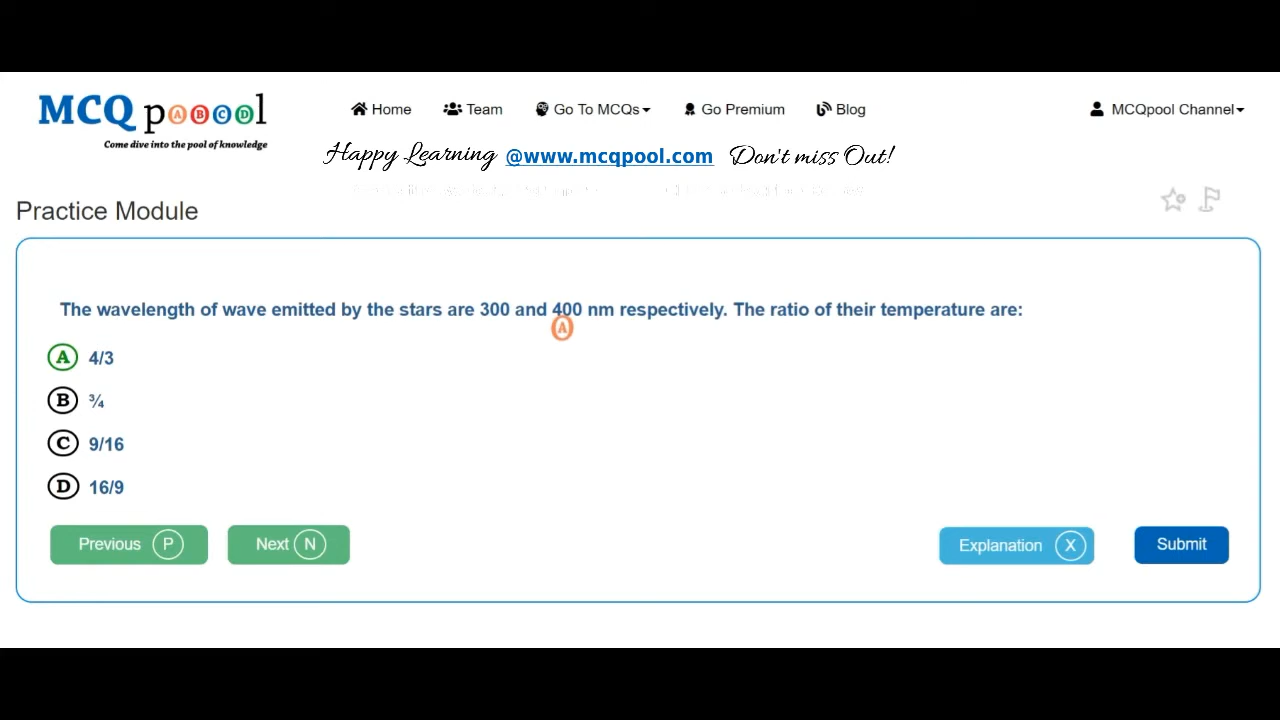 MCQ pABCDl
Come dive into the pool of knowledge
Home Team Go To MCQs Go Premium Blog MCQpool Channel
Happy Learning @www.mcqpool.com Don't miss Out!
Practice Module
The wavelength of wave emitted by the stars are 300 and 400 nm respectively. The ratio of their temperature are:
A
A 4/3
B ¾
C 9/16
D 16/9
Previous P Next N Explanation X Submit